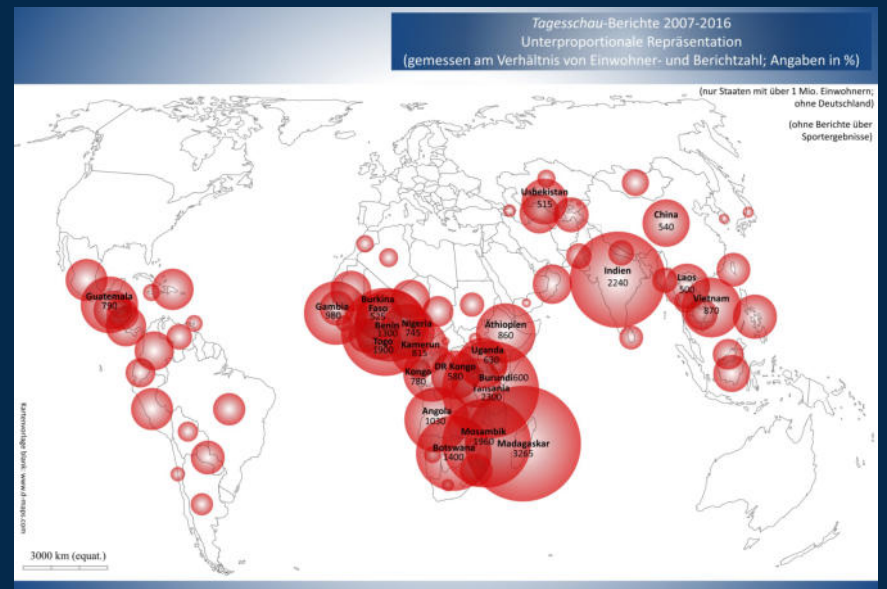 Tagesschau-Berichte 2007-2016
Unterproportionale Repräsentation
(gemessen am Verhältnis von Einwohner- und Berichtzahl; Angaben in %)
(nur Staaten mit über 1 Mio. Einwohnern;
ohne Deutschland)
(ohne Berichte über
Sportergebnisse)
Usbekistan
515
China
540
Indien
2240
Laos
500
Vietnam
870
Guatemala
790
Gambia
980
Burkina
Faso
525
Benin
1300
Nigeria
745
Togo
1900
Kamerun
815
Äthiopien
860
Uganda
630
Kongo
780
DR Kongo
580
Burundi 600
Tansania
2300
Angola
1030
Mosambik
1960
Botswana
1400
Madagaskar
3265
Kartenvorlage blank: www.d-maps.com
3000 km (equat.)